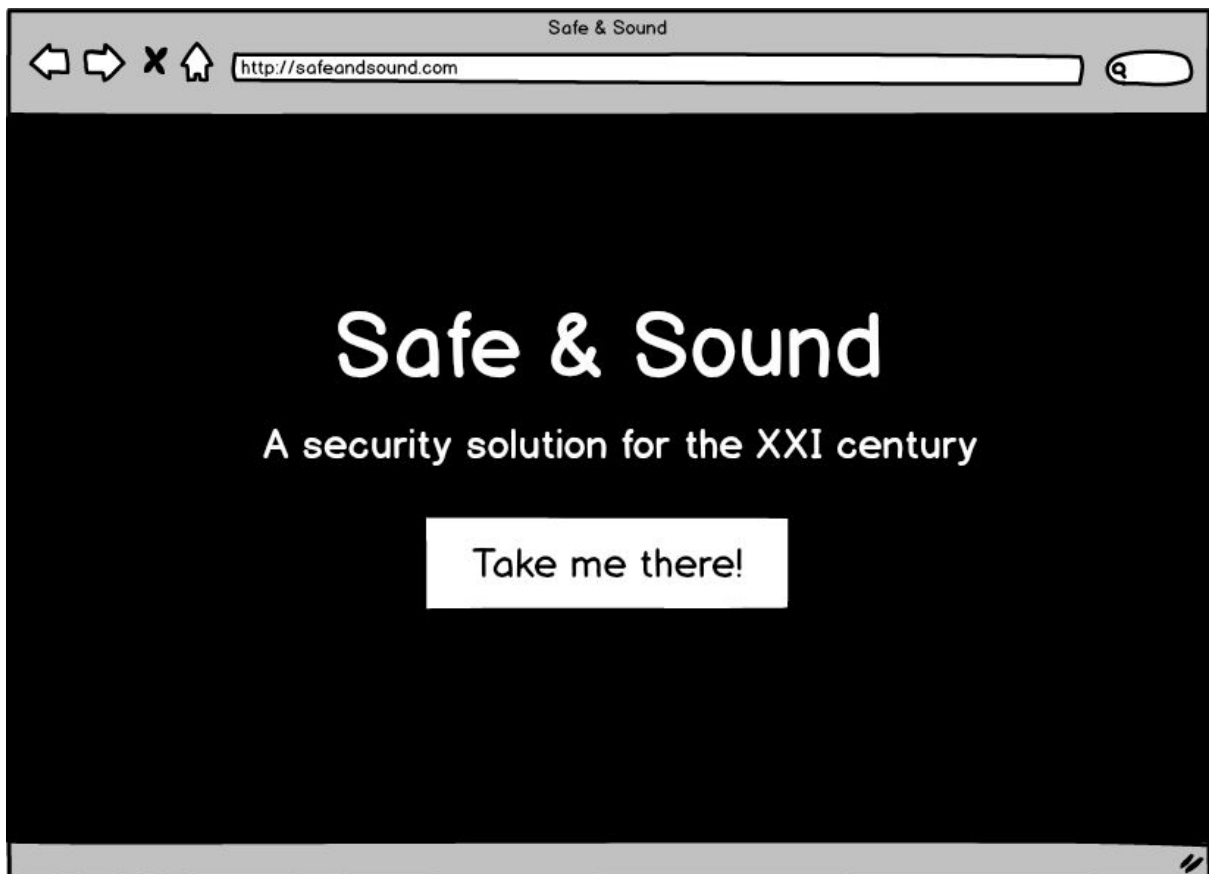 Safe & Sound
http://safeandsound.com
Safe & Sound
A security solution for the XXI century
Take me there!